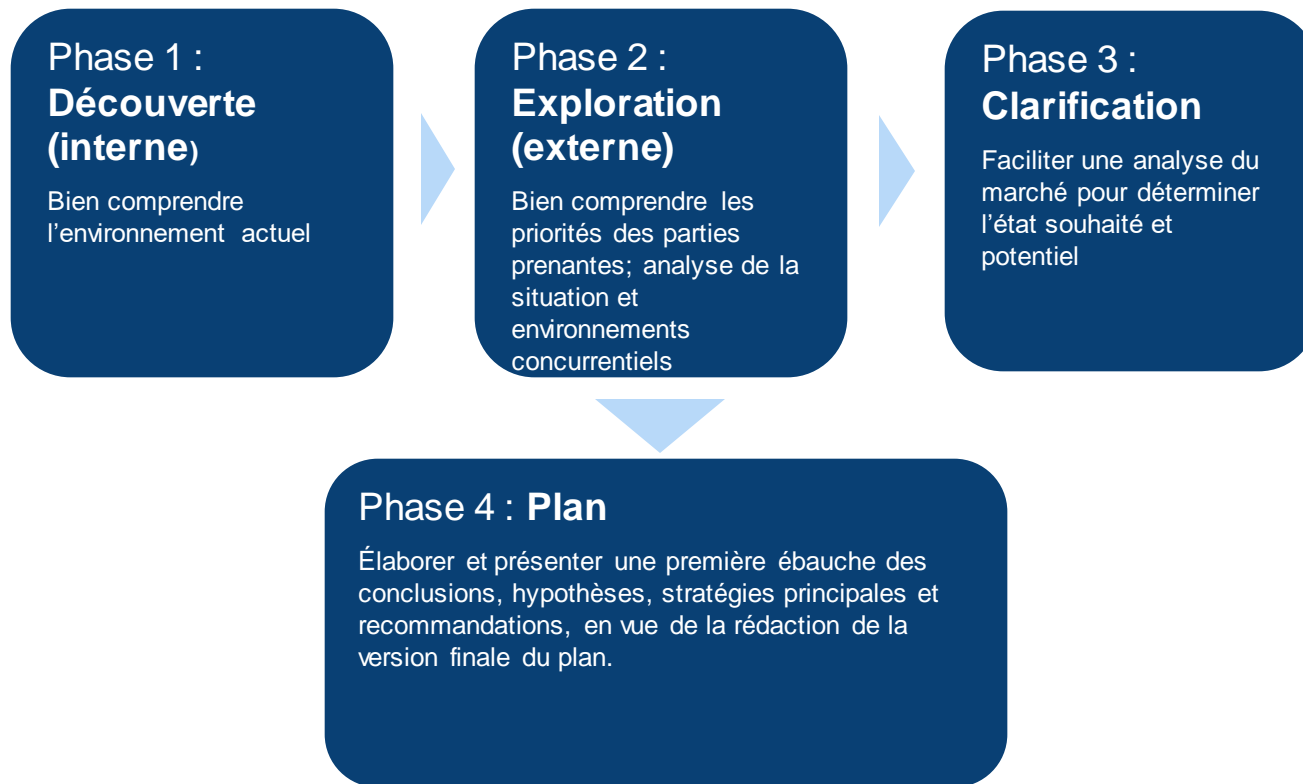 Phase 1 :
Découverte
(interne)
Bien comprendre
l’environnement actuel
Phase 2 :
Exploration
(externe)
Bien comprendre les
priorités des parties
prenantes; analyse de la
situation et
environnements
concurrentiels
Phase 3 :
Clarification
Faciliter une analyse du
marché pour déterminer
l’état souhaité et
potentiel
Phase 4 : Plan
Élaborer et présenter une première ébauche des
conclusions, hypothèses, stratégies principales et
recommandations, en vue de la rédaction de la
version finale du plan.